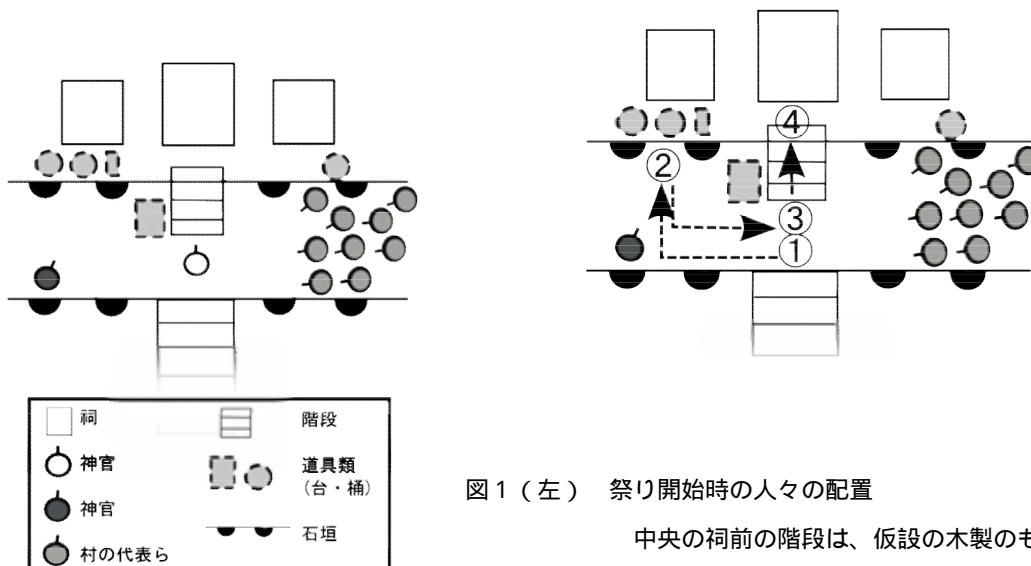 ④
②
③
①
祠
階段
神官
道具類
(台・桶)
神官
石垣
村の代表ら
図1(左) 祭り開始時の人々の配置
中央の祠前の階段は、仮設の木製のも